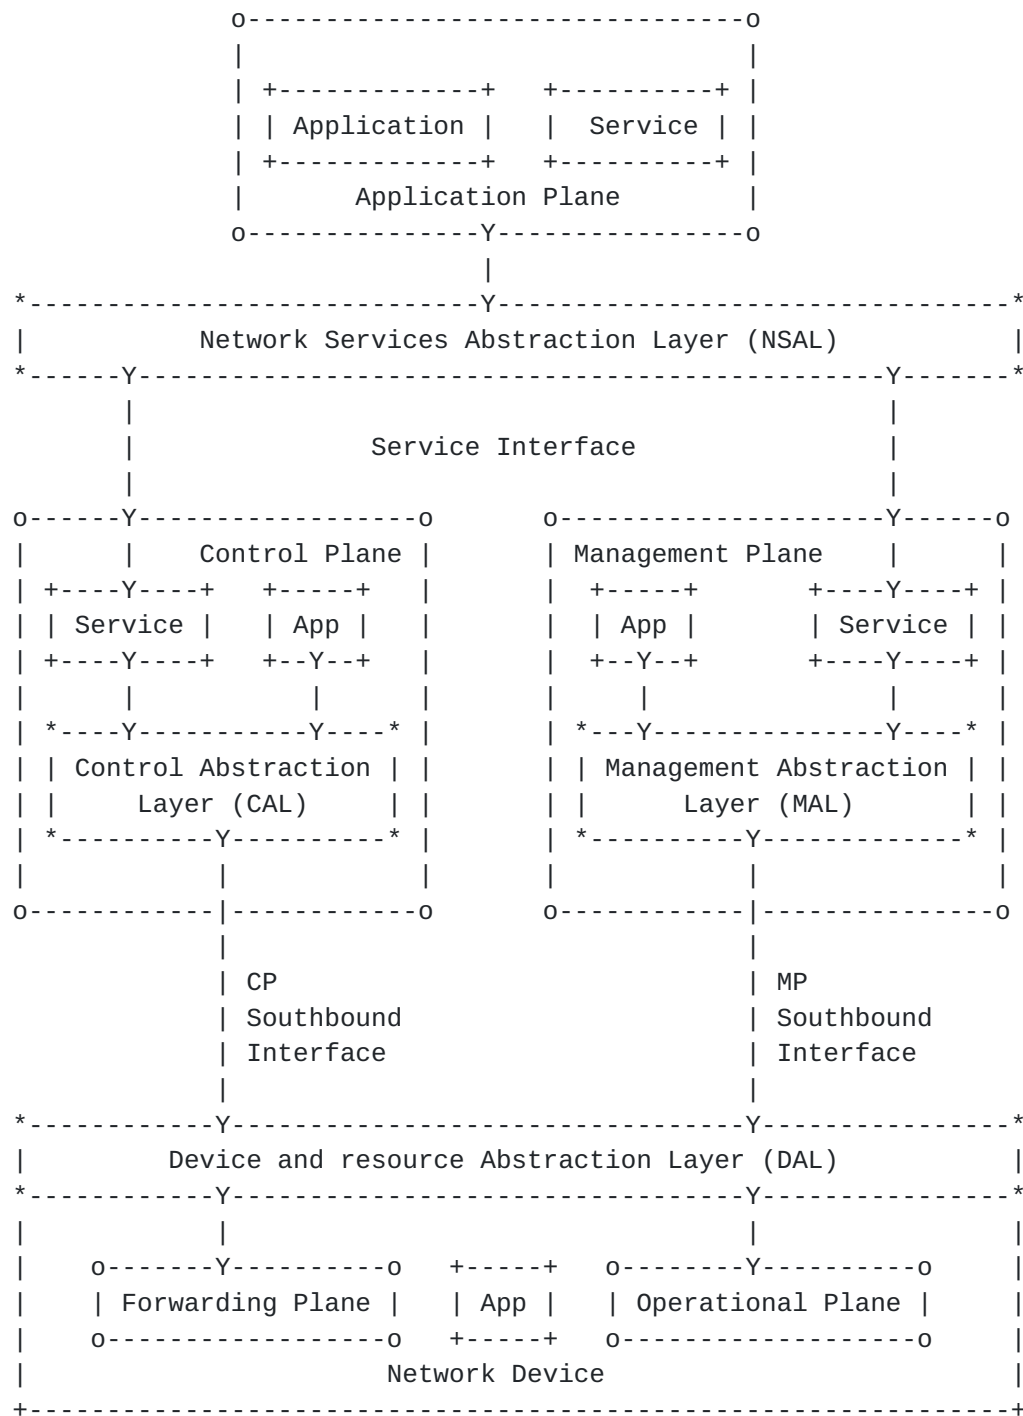 Application Service
Application Plane
Network Services Abstraction Layer (NSAL)
Service Interface
Control Plane Management Plane
Service App App Service
Control Abstraction Management Abstraction
Layer (CAL) Layer (MAL)
CP MP
Southbound Southbound
Interface Interface
Device and resource Abstraction Layer (DAL)
Forwarding Plane App Operational Plane
Network Device